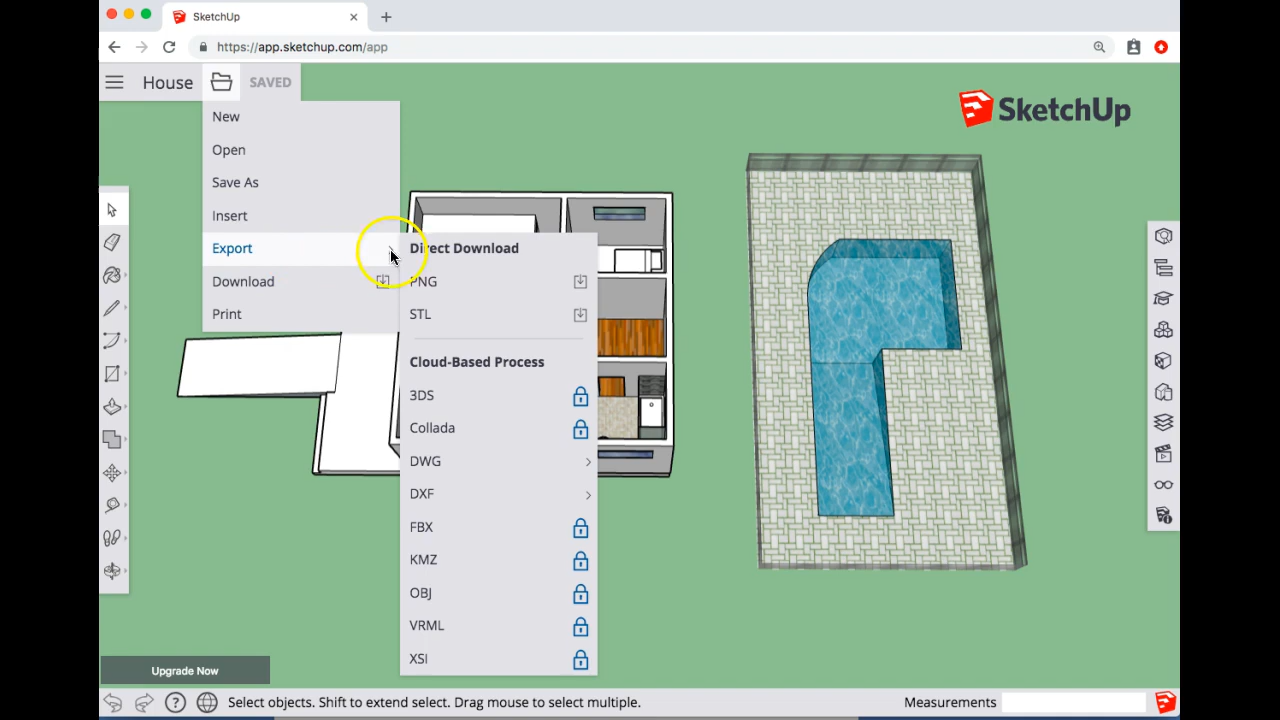 SketchUp
https://app.sketchup.com/app
House
SAVED
SketchUp
New
Open
Save As
Insert
Export
Download
Print
Direct Download
PNG
STL
Cloud-Based Process
3DS
Collada
DWG
DXF
FBX
KMZ
OBJ
VRML
XSI
Upgrade Now
Select objects. Shift to extend select. Drag mouse to select multiple.
Measurements